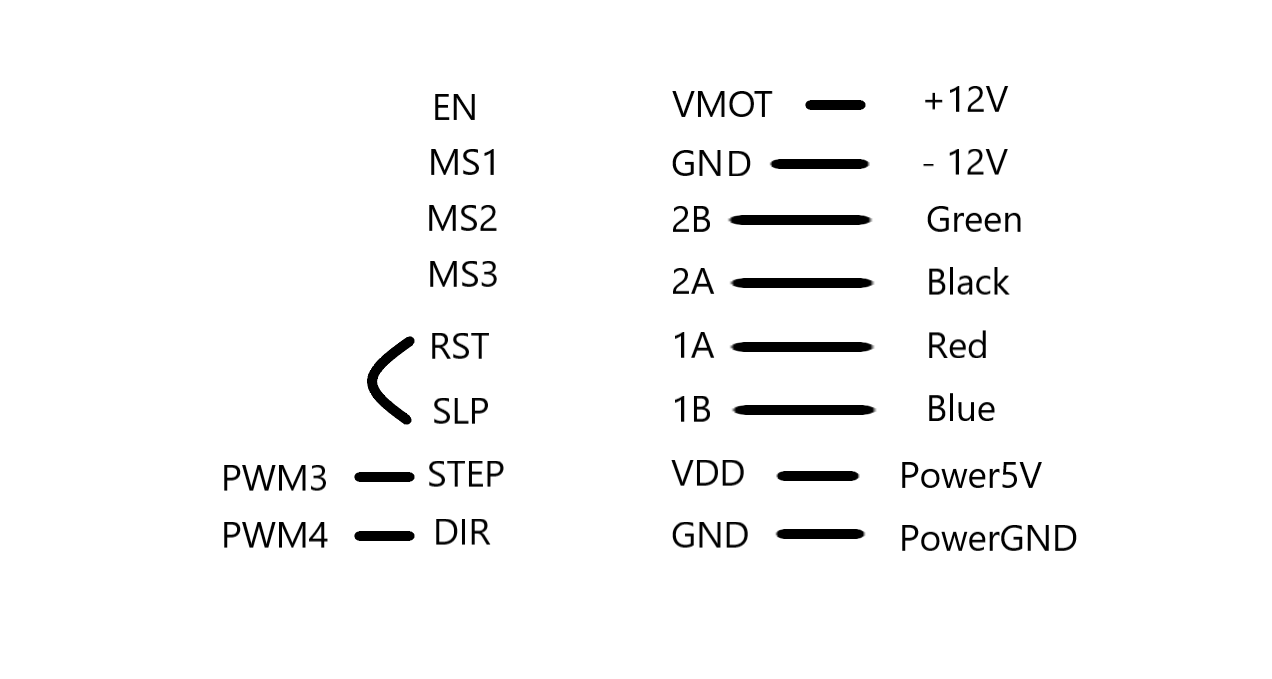 EN VMOT +12V
MS1 GND - 12V
MS2 2B Green
MS3 2A Black
RST 1A Red
SLP 1B Blue
PWM3 STEP VDD Power5V
PWM4 DIR GND PowerGND